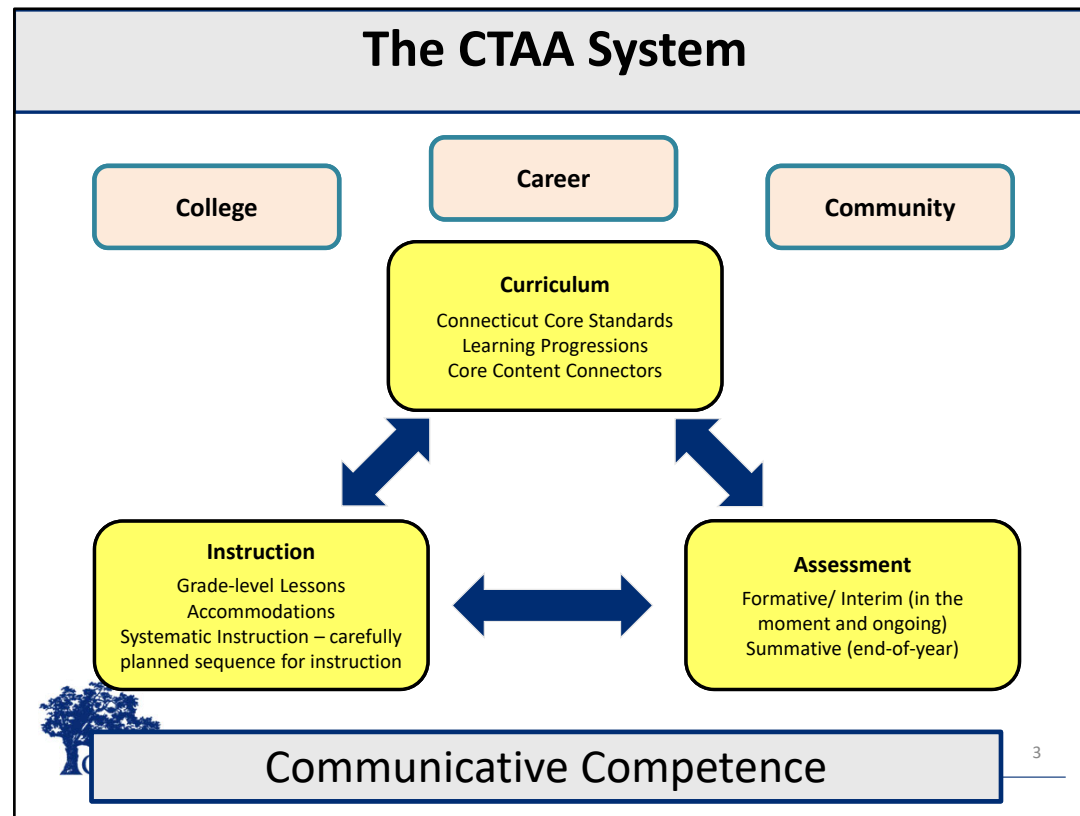 The CTAA System
College
Career
Community
Curriculum
Connecticut Core Standards
Learning Progressions
Core Content Connectors
Instruction
Grade-level Lessons
Accommodations
Systematic Instruction – carefully
planned sequence for instruction
Assessment
Formative/ Interim (in the
moment and ongoing)
Summative (end-of-year)
Communicative Competence
3